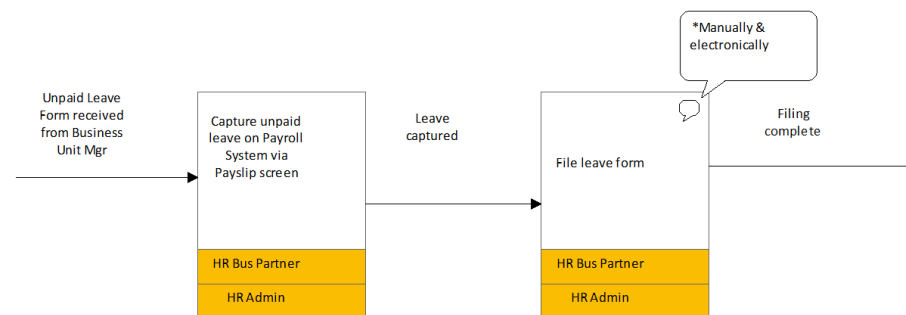 *Manually &
electronically
Unpaid Leave
Form received
from Business
Unit Mgr
Capture unpaid
leave on Payroll
System via
Payslip screen
Leave
captured
File leave form
Filing
complete
HR Bus Partner
HR Admin
HR Bus Partner
HR Admin